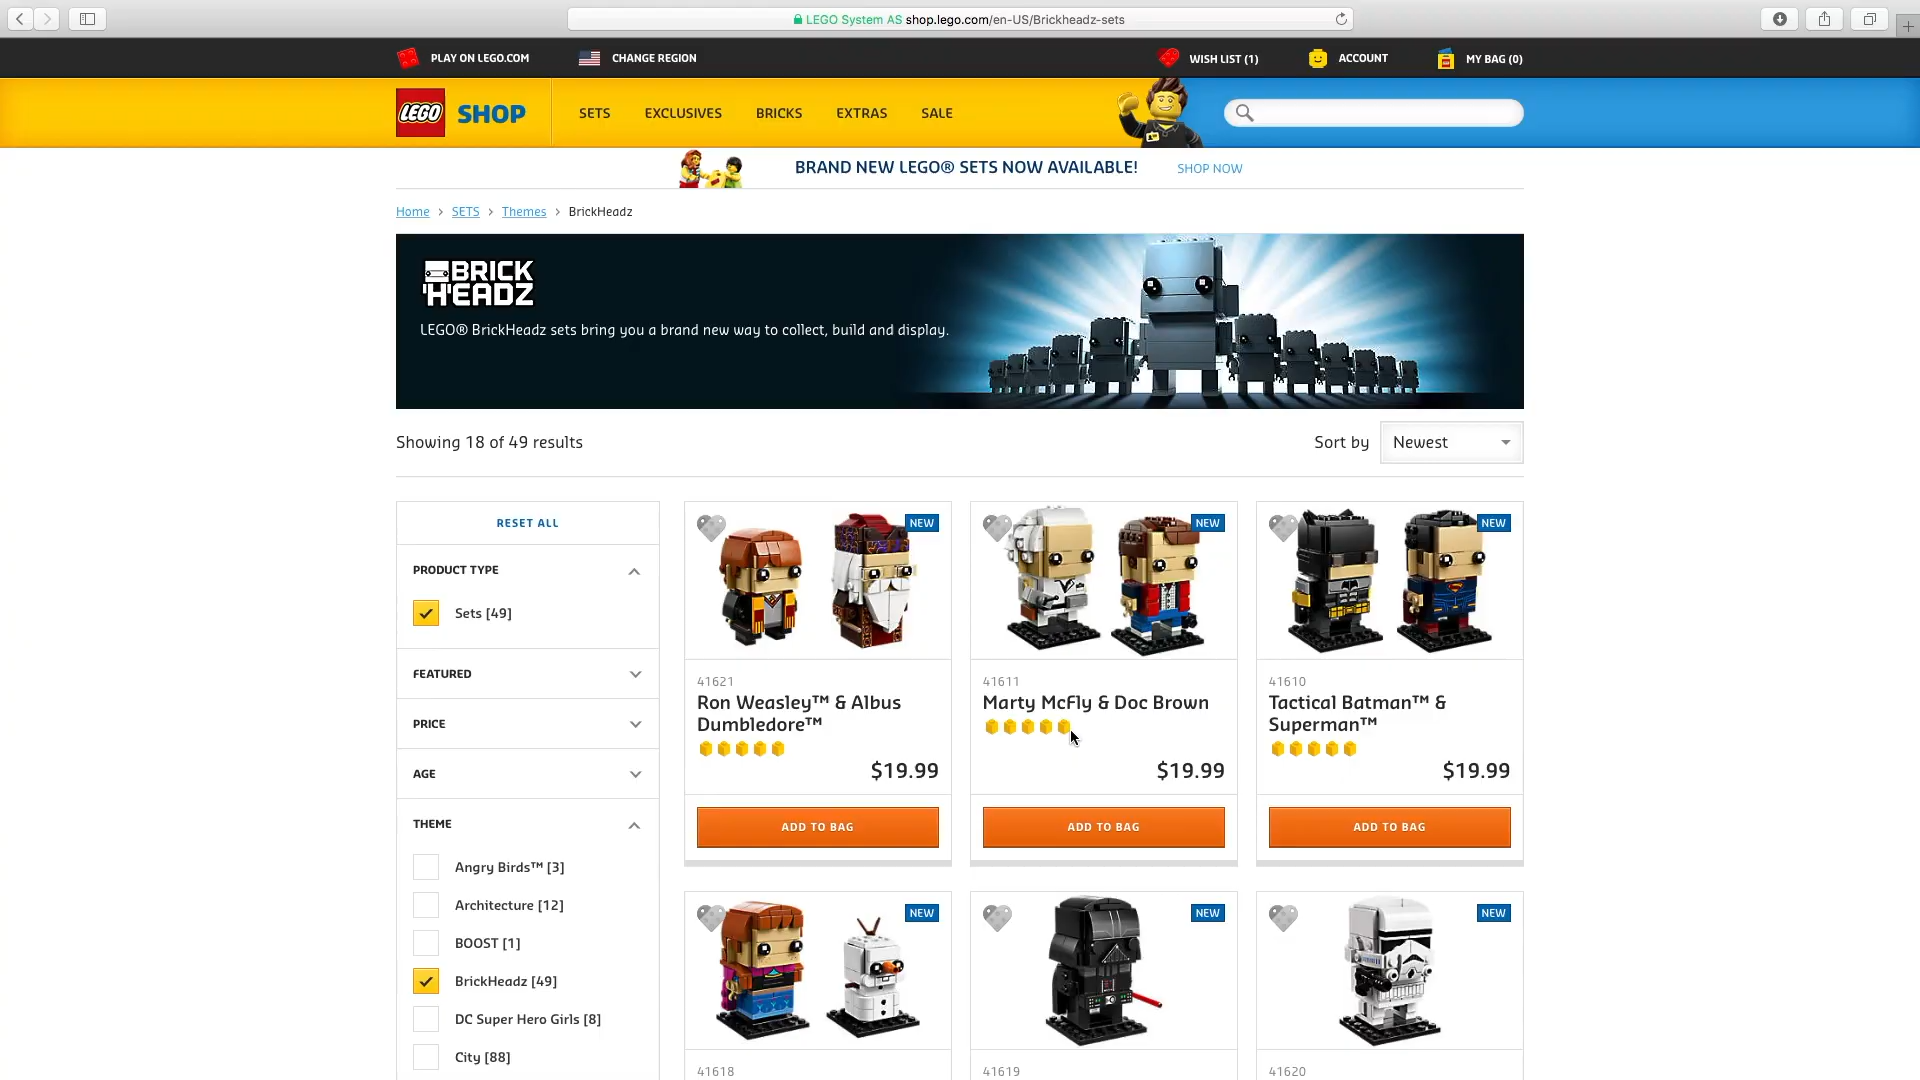 LEGO System AS shop.lego.com/en-US/Brickheadz-sets
PLAY ON LEGO.COM
CHANGE REGION
WISH LIST (1)
ACCOUNT
MY BAG (0)
LEGO SHOP
SETS
EXCLUSIVES
BRICKS
EXTRAS
SALE
BRAND NEW LEGO® SETS NOW AVAILABLE!
SHOP NOW
Home > SETS > Themes > BrickHeadz
BRICK
HEADZ
LEGO® BrickHeadz sets bring you a brand new way to collect, build and display.
Showing 18 of 49 results
Sort by Newest
RESET ALL
PRODUCT TYPE
Sets [49]
FEATURED
PRICE
AGE
THEME
Angry Birds™ [3]
Architecture [12]
BOOST [1]
BrickHeadz [49]
DC Super Hero Girls [8]
City [88]
NEW
41621
Ron Weasley™ & Albus
Dumbledore™
$19.99
ADD TO BAG
NEW
41611
Marty McFly & Doc Brown
$19.99
ADD TO BAG
NEW
41610
Tactical Batman™ &
Superman™
$19.99
ADD TO BAG
NEW
41618
NEW
41619
NEW
41620